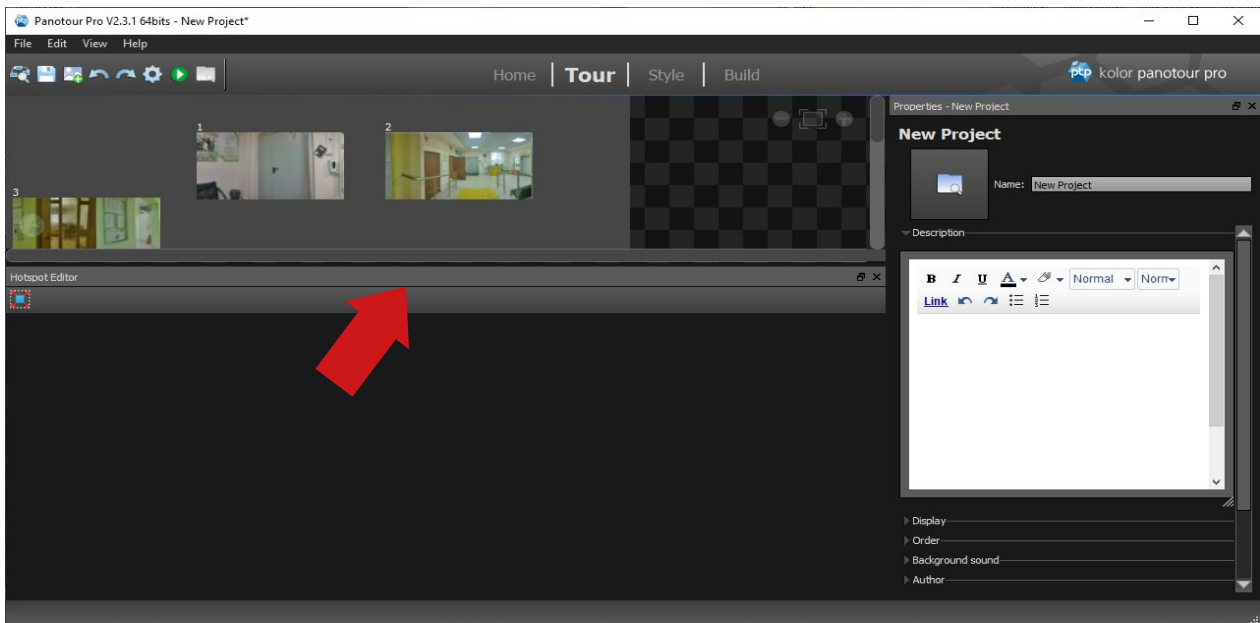 Panotour Pro V2.3.1 64bits - New Project*
File Edit View Help
Home Tour Style Build
ptp kolor panotour pro
Properties - New Project
New Project
Name: New Project
Description
B I U A Normal Norm
Link
1 2
3
Hotspot Editor
Display
Order
Background sound
Author